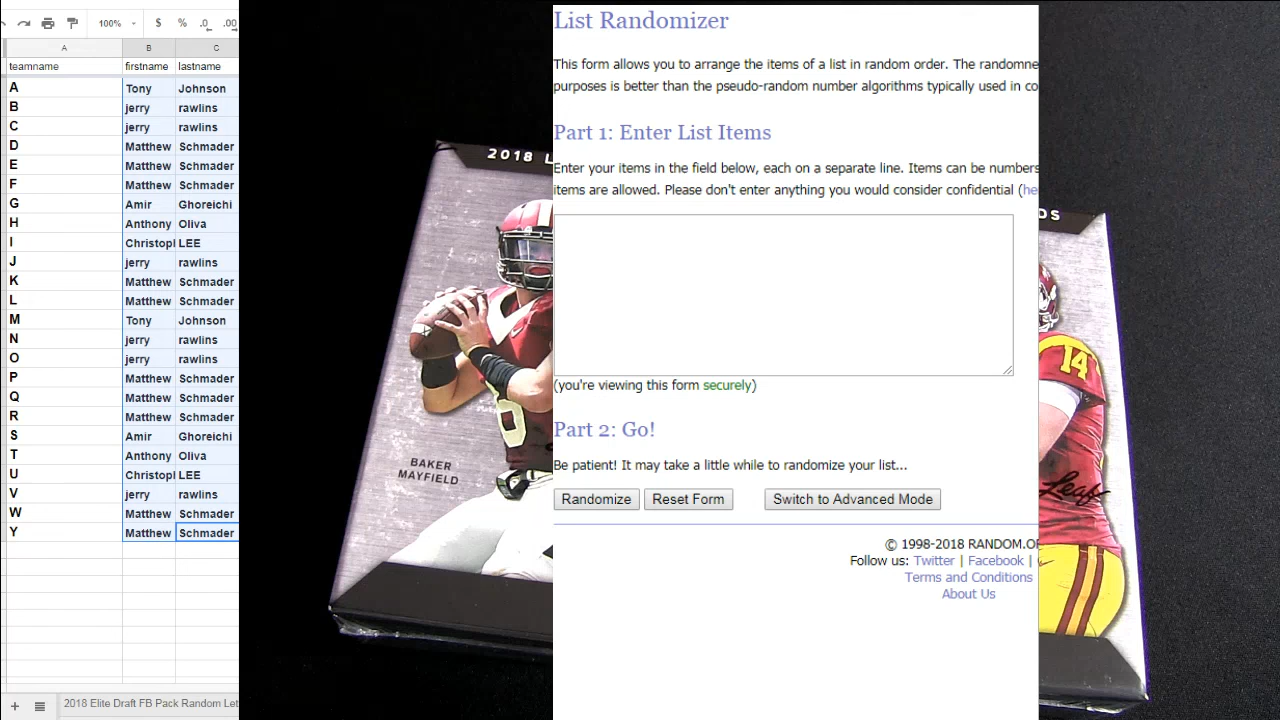 100%
$
%
.0
.00
A
B
C
teamname firstname lastname
A Tony Johnson
B jerry rawlins
C jerry rawlins
D Matthew Schmader
E Matthew Schmader
F Matthew Schmader
G Amir Ghoreichi
H Anthony Oliva
I Christopl LEE
J jerry rawlins
K Matthew Schmader
L Matthew Schmader
M Tony Johnson
N jerry rawlins
O jerry rawlins
P Matthew Schmader
Q Matthew Schmader
R Matthew Schmader
S Amir Ghoreichi
T Anthony Oliva
U Christopl LEE
V jerry rawlins
W Matthew Schmader
Y Matthew Schmader
2018 Elite Draft FB Pack Random Let
2018 L
BAKER
MAYFIELD
6
List Randomizer
This form allows you to arrange the items of a list in random order. The randomne
purposes is better than the pseudo-random number algorithms typically used in co
Part 1: Enter List Items
Enter your items in the field below, each on a separate line. Items can be numbers
items are allowed. Please don't enter anything you would consider confidential (he
(you're viewing this form securely)
Part 2: Go!
Be patient! It may take a little while to randomize your list...
Randomize Reset Form Switch to Advanced Mode
© 1998-2018 RANDOM.OR
Follow us: Twitter | Facebook |
Terms and Conditions
About Us
DS
14
Leaf